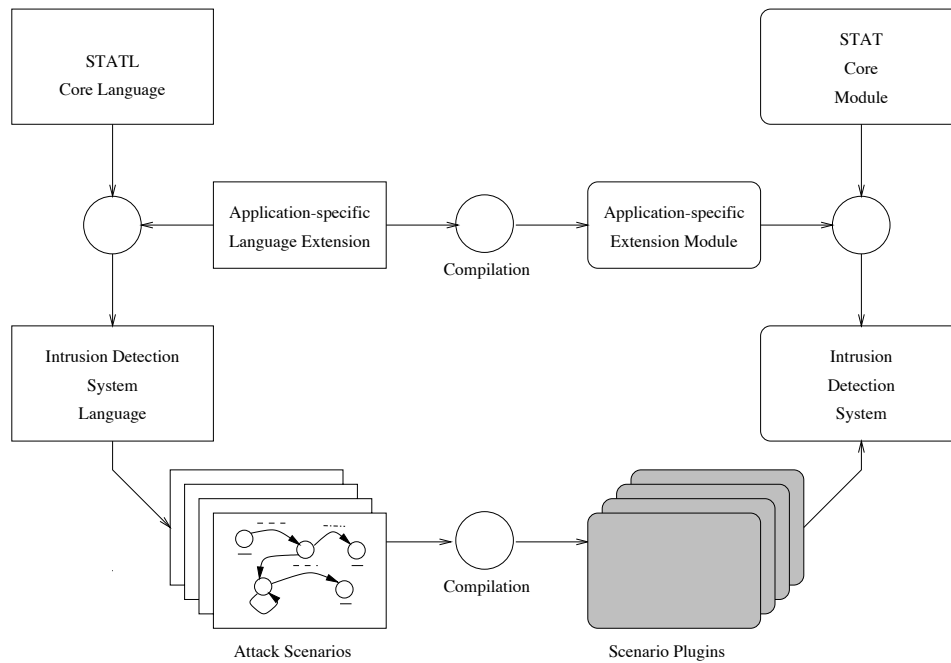 STATL
Core Language
STAT
Core
Module
Application-specific
Language Extension
Compilation
Application-specific
Extension Module
Intrusion Detection
System
Language
Intrusion
Detection
System
Compilation
Attack Scenarios
Scenario Plugins